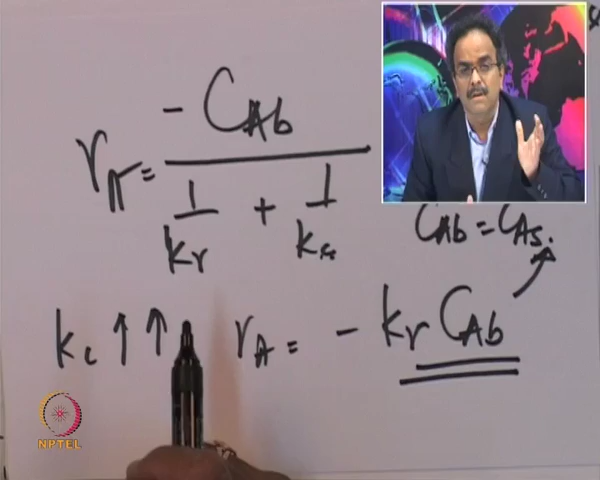 r_A = - C_Ab / (1/k_r + 1/k_c)
C_Ab = C_As.
k_c ↑ ↑ r_A = - k_r C_Ab
NPTEL